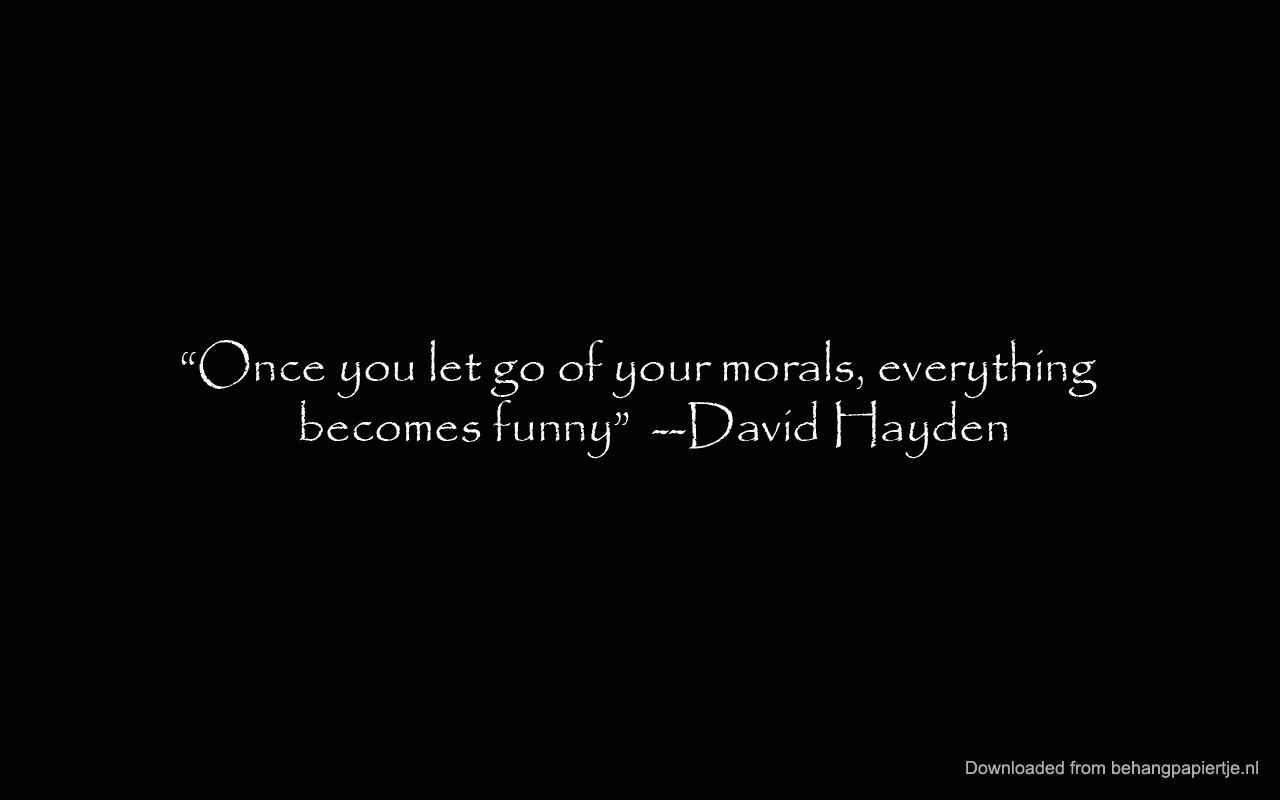 “Once you let go of your morals, everything
becomes funny” --David Hayden
Downloaded from behangpapiertje.nl